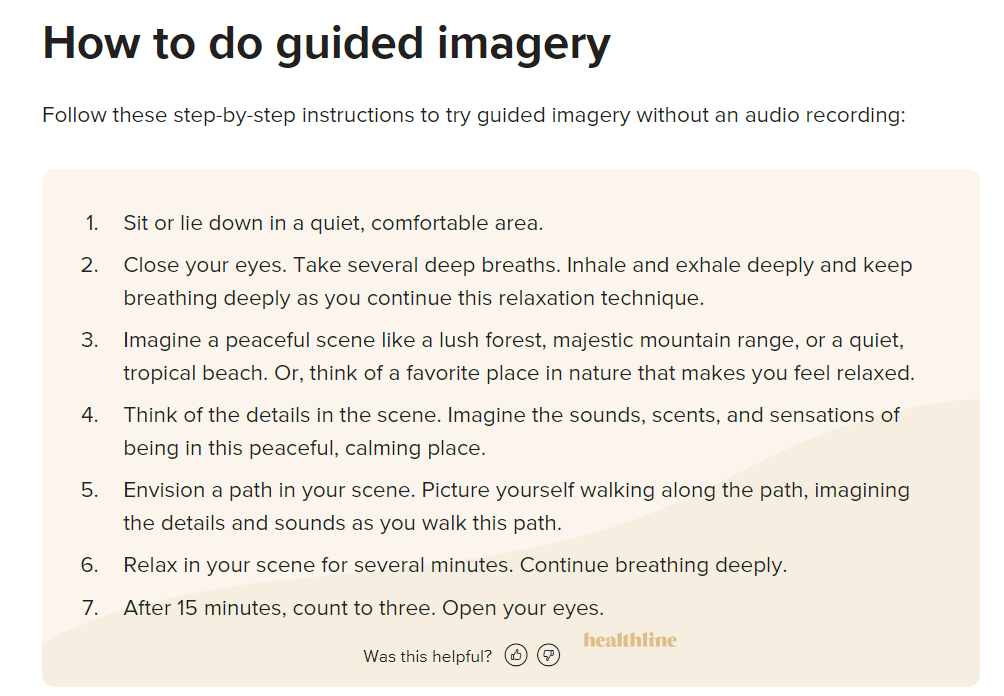 How to do guided imagery
Follow these step-by-step instructions to try guided imagery without an audio recording:
1. Sit or lie down in a quiet, comfortable area.
2. Close your eyes. Take several deep breaths. Inhale and exhale deeply and keep
breathing deeply as you continue this relaxation technique.
3. Imagine a peaceful scene like a lush forest, majestic mountain range, or a quiet,
tropical beach. Or, think of a favorite place in nature that makes you feel relaxed.
4. Think of the details in the scene. Imagine the sounds, scents, and sensations of
being in this peaceful, calming place.
5. Envision a path in your scene. Picture yourself walking along the path, imagining
the details and sounds as you walk this path.
6. Relax in your scene for several minutes. Continue breathing deeply.
7. After 15 minutes, count to three. Open your eyes.
healthline
Was this helpful?